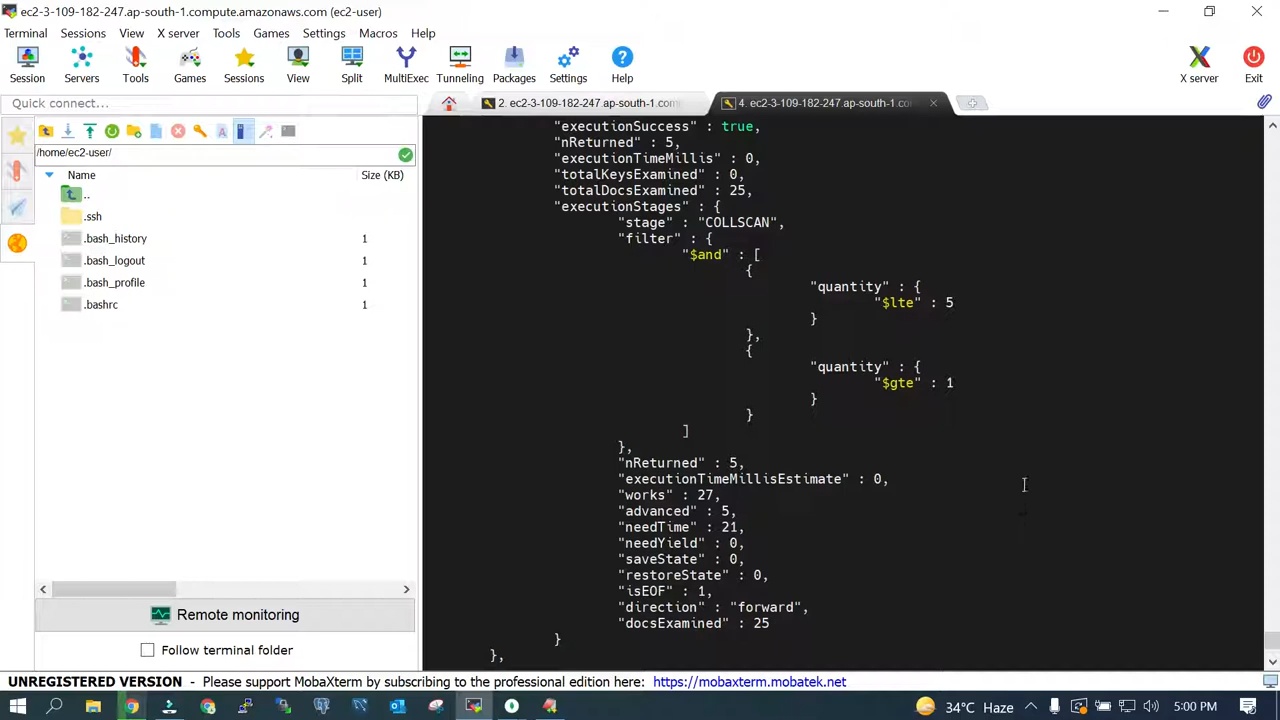 ec2-3-109-182-247.ap-south-1.compute.amazonaws.com (ec2-user)
Terminal Sessions View X server Tools Games Settings Macros Help
Session Servers Tools Games Sessions View Split MultiExec Tunneling Packages Settings Help X server Exit
Quick connect...
2. ec2-3-109-182-247.ap-south-1.com
4. ec2-3-109-182-247.ap-south-1.co
/home/ec2-user/
Name Size (KB)
..
.ssh
.bash_history 1
.bash_logout 1
.bash_profile 1
.bashrc 1
Remote monitoring
Follow terminal folder
"executionSuccess" : true,
"nReturned" : 5,
"executionTimeMillis" : 0,
"totalKeysExamined" : 0,
"totalDocsExamined" : 25,
"executionStages" : {
"stage" : "COLLSCAN",
"filter" : {
"$and" : [
{
"quantity" : {
"$lte" : 5
}
},
{
"quantity" : {
"$gte" : 1
}
}
]
},
"nReturned" : 5,
"executionTimeMillisEstimate" : 0,
"works" : 27,
"advanced" : 5,
"needTime" : 21,
"needYield" : 0,
"saveState" : 0,
"restoreState" : 0,
"isEOF" : 1,
"direction" : "forward",
"docsExamined" : 25
}
},
UNREGISTERED VERSION - Please support MobaXterm by subscribing to the professional edition here: https://mobaxterm.mobatek.net
34°C Haze 5:00 PM